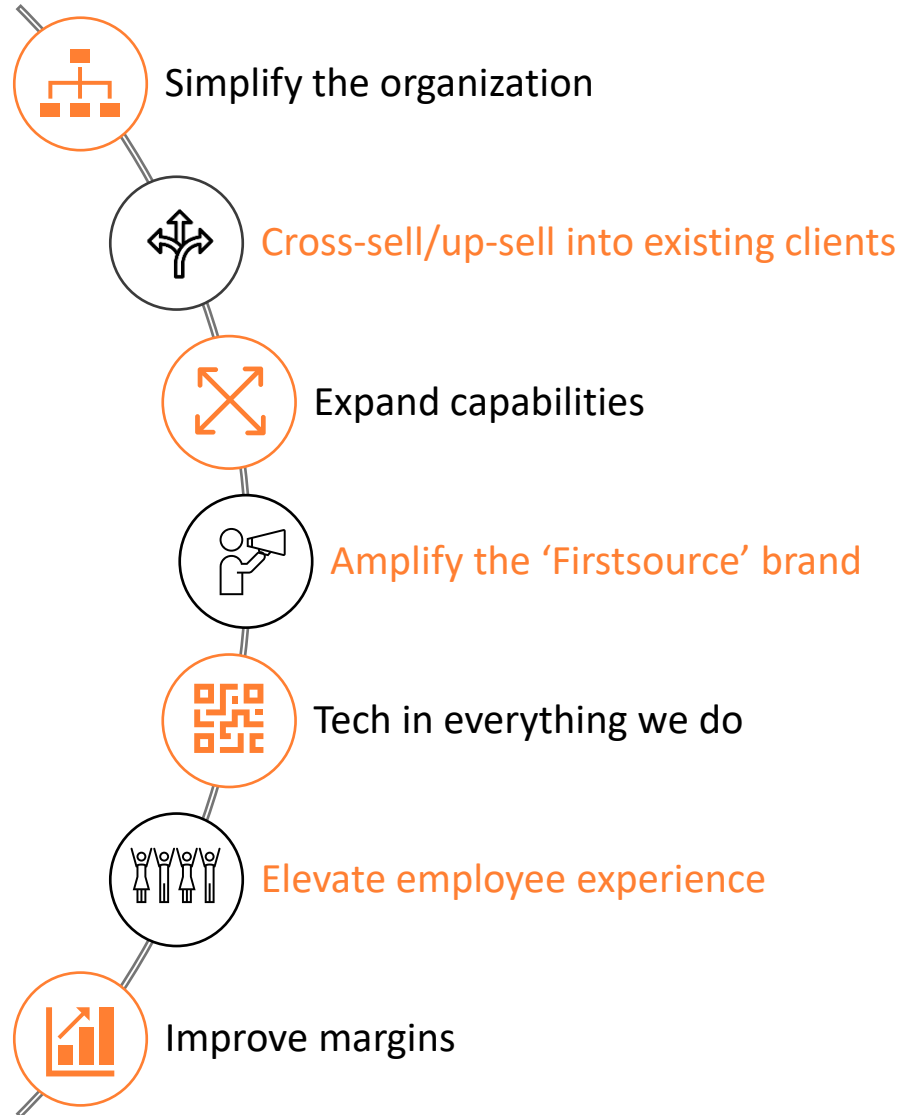 Simplify the organization
Cross-sell/up-sell into existing clients
Expand capabilities
Amplify the ‘Firstsource’ brand
Tech in everything we do
Elevate employee experience
Improve margins